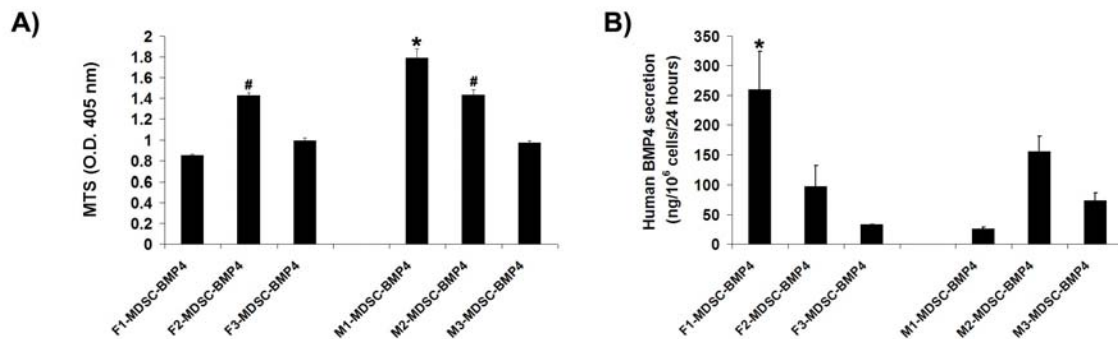 A)
MTS (O.D. 405 nm)
2
1.8
1.6
1.4
1.2
1
0.8
0.6
0.4
0.2
0
#
*
#
F1-MDSC-BMP4
F2-MDSC-BMP4
F3-MDSC-BMP4
M1-MDSC-BMP4
M2-MDSC-BMP4
M3-MDSC-BMP4
B)
Human BMP4 secretion
(ng/10⁶ cells/24 hours)
350
300
250
200
150
100
50
0
*
F1-MDSC-BMP4
F2-MDSC-BMP4
F3-MDSC-BMP4
M1-MDSC-BMP4
M2-MDSC-BMP4
M3-MDSC-BMP4